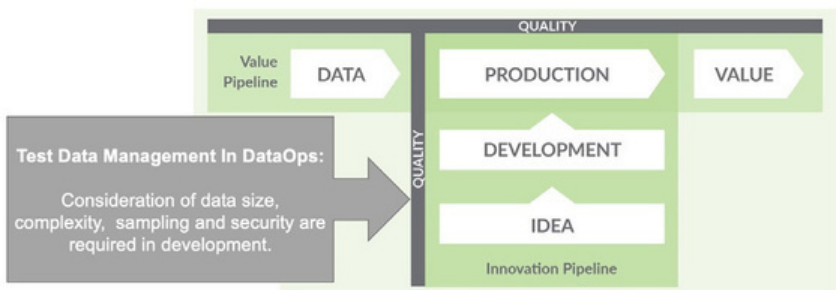 QUALITY
Value
Pipeline
DATA
PRODUCTION
VALUE
Test Data Management In DataOps:
Consideration of data size,
complexity, sampling and security are
required in development.
QUALITY
DEVELOPMENT
IDEA
Innovation Pipeline